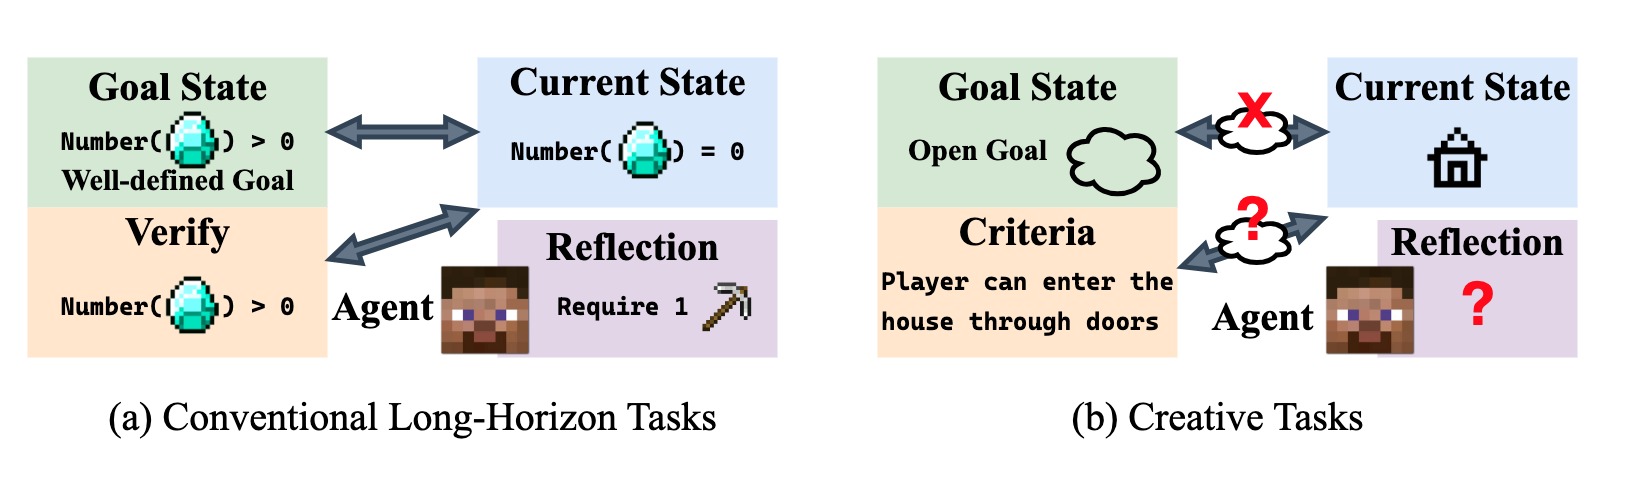 Goal State
Number( ) > 0
Well-defined Goal
Current State
Number( ) = 0
Verify
Number( ) > 0
Agent
Reflection
Require 1
(a) Conventional Long-Horizon Tasks
Goal State
Open Goal
X
Current State
Criteria
Player can enter the
house through doors
?
Agent
Reflection
?
(b) Creative Tasks